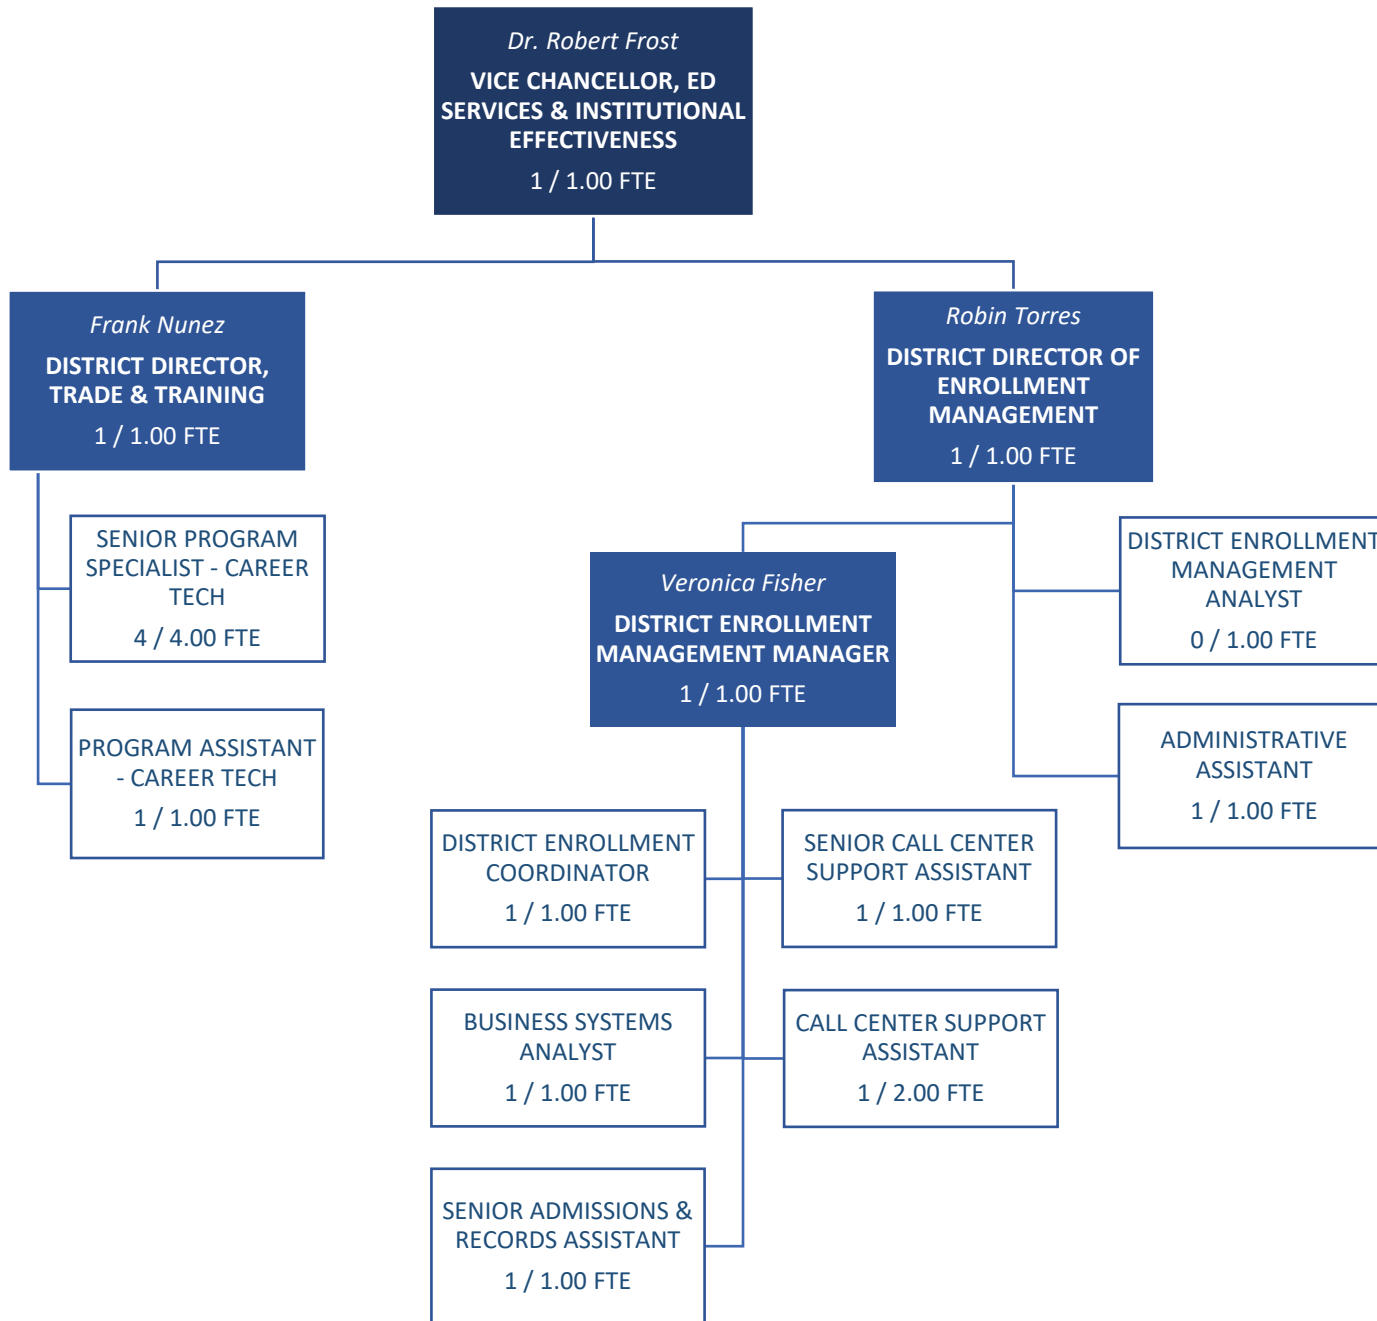 Dr. Robert Frost
VICE CHANCELLOR, ED
SERVICES & INSTITUTIONAL
EFFECTIVENESS
1 / 1.00 FTE
Frank Nunez
DISTRICT DIRECTOR,
TRADE & TRAINING
1 / 1.00 FTE
SENIOR PROGRAM
SPECIALIST - CAREER
TECH
4 / 4.00 FTE
PROGRAM ASSISTANT
- CAREER TECH
1 / 1.00 FTE
Robin Torres
DISTRICT DIRECTOR OF
ENROLLMENT
MANAGEMENT
1 / 1.00 FTE
Veronica Fisher
DISTRICT ENROLLMENT
MANAGEMENT MANAGER
1 / 1.00 FTE
DISTRICT ENROLLMENT
MANAGEMENT
ANALYST
0 / 1.00 FTE
ADMINISTRATIVE
ASSISTANT
1 / 1.00 FTE
DISTRICT ENROLLMENT
COORDINATOR
1 / 1.00 FTE
SENIOR CALL CENTER
SUPPORT ASSISTANT
1 / 1.00 FTE
BUSINESS SYSTEMS
ANALYST
1 / 1.00 FTE
CALL CENTER SUPPORT
ASSISTANT
1 / 2.00 FTE
SENIOR ADMISSIONS &
RECORDS ASSISTANT
1 / 1.00 FTE